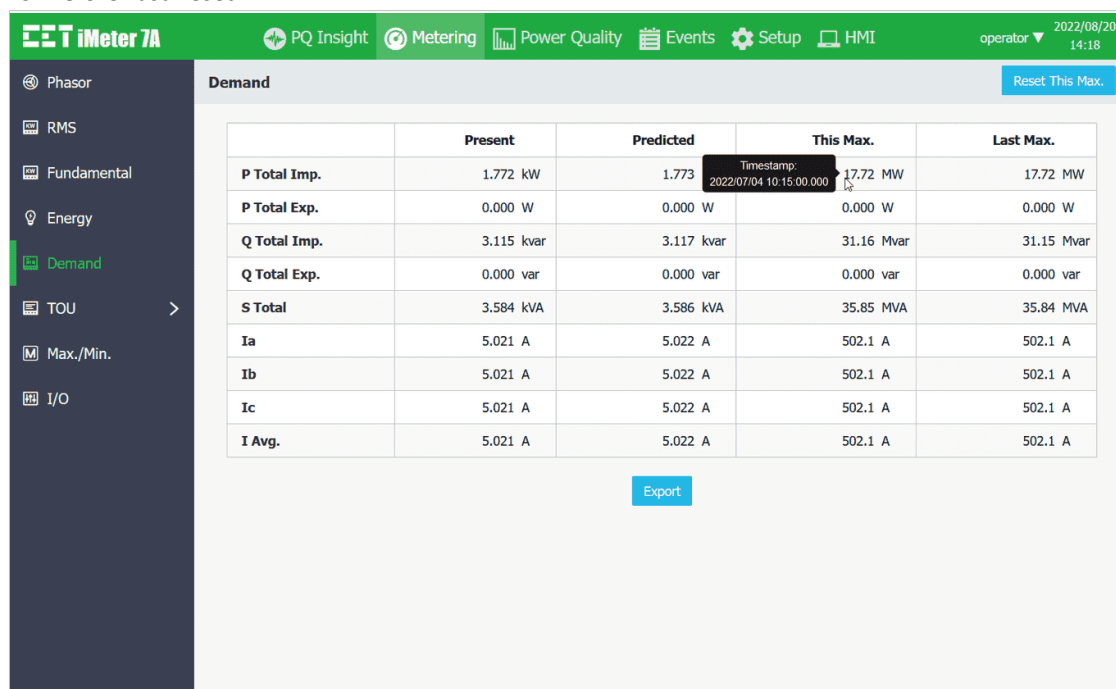 CET iMeter 7A
PQ Insight Metering Power Quality Events Setup HMI operator ▼ 2022/08/20
14:18
Phasor
RMS
Fundamental
Energy
Demand
TOU >
Max./Min.
I/O
Demand Reset This Max.
Present Predicted This Max. Last Max.
P Total Imp. 1.772 kW 1.773 17.72 MW 17.72 MW
Timestamp:
2022/07/04 10:15:00.000
P Total Exp. 0.000 W 0.000 W 0.000 W 0.000 W
Q Total Imp. 3.115 kvar 3.117 kvar 31.16 Mvar 31.15 Mvar
Q Total Exp. 0.000 var 0.000 var 0.000 var 0.000 var
S Total 3.584 kVA 3.586 kVA 35.85 MVA 35.84 MVA
Ia 5.021 A 5.022 A 502.1 A 502.1 A
Ib 5.021 A 5.022 A 502.1 A 502.1 A
Ic 5.021 A 5.022 A 502.1 A 502.1 A
I Avg. 5.021 A 5.022 A 502.1 A 502.1 A
Export